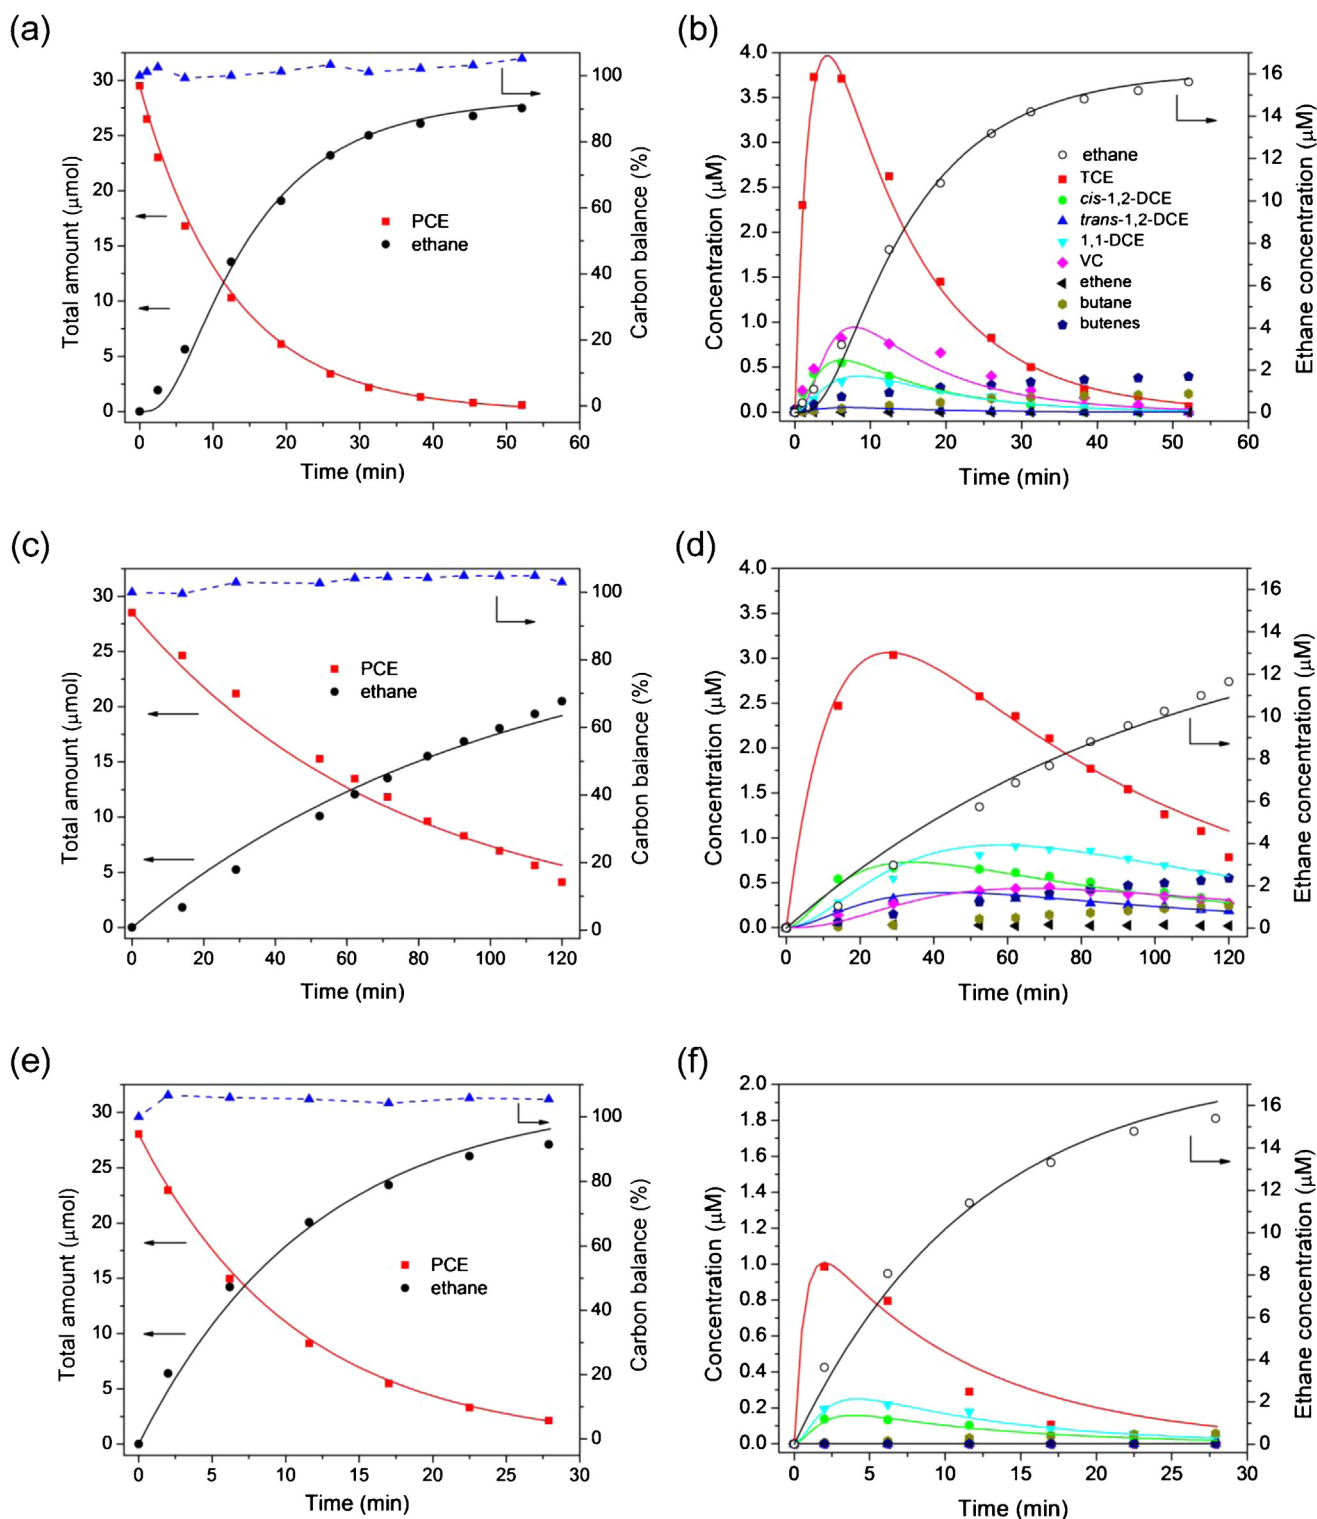 (a)
30
25
20
15
10
5
0
Total amount (μmol)
100
80
60
40
20
0
Carbon balance (%)
PCE
ethane
0 10 20 30 40 50 60
Time (min)
(b)
4.0
3.5
3.0
2.5
2.0
1.5
1.0
0.5
0.0
Concentration (μM)
16
14
12
10
8
6
4
2
0
Ethane concentration (μM)
ethane
TCE
cis-1,2-DCE
trans-1,2-DCE
1,1-DCE
VC
ethene
butane
butenes
0 10 20 30 40 50 60
Time (min)
(c)
30
25
20
15
10
5
0
Total amount (μmol)
100
80
60
40
20
0
Carbon balance (%)
PCE
ethane
0 20 40 60 80 100 120
Time (min)
(d)
4.0
3.5
3.0
2.5
2.0
1.5
1.0
0.5
0.0
Concentration (μM)
16
14
12
10
8
6
4
2
0
Ethane concentration (μM)
0 20 40 60 80 100 120
Time (min)
(e)
30
25
20
15
10
5
0
Total amount (μmol)
100
80
60
40
20
0
Carbon balance (%)
PCE
ethane
0 5 10 15 20 25 30
Time (min)
(f)
2.0
1.8
1.6
1.4
1.2
1.0
0.8
0.6
0.4
0.2
0.0
Concentration (μM)
16
14
12
10
8
6
4
2
0
Ethane concentration (μM)
0 5 10 15 20 25 30
Time (min)